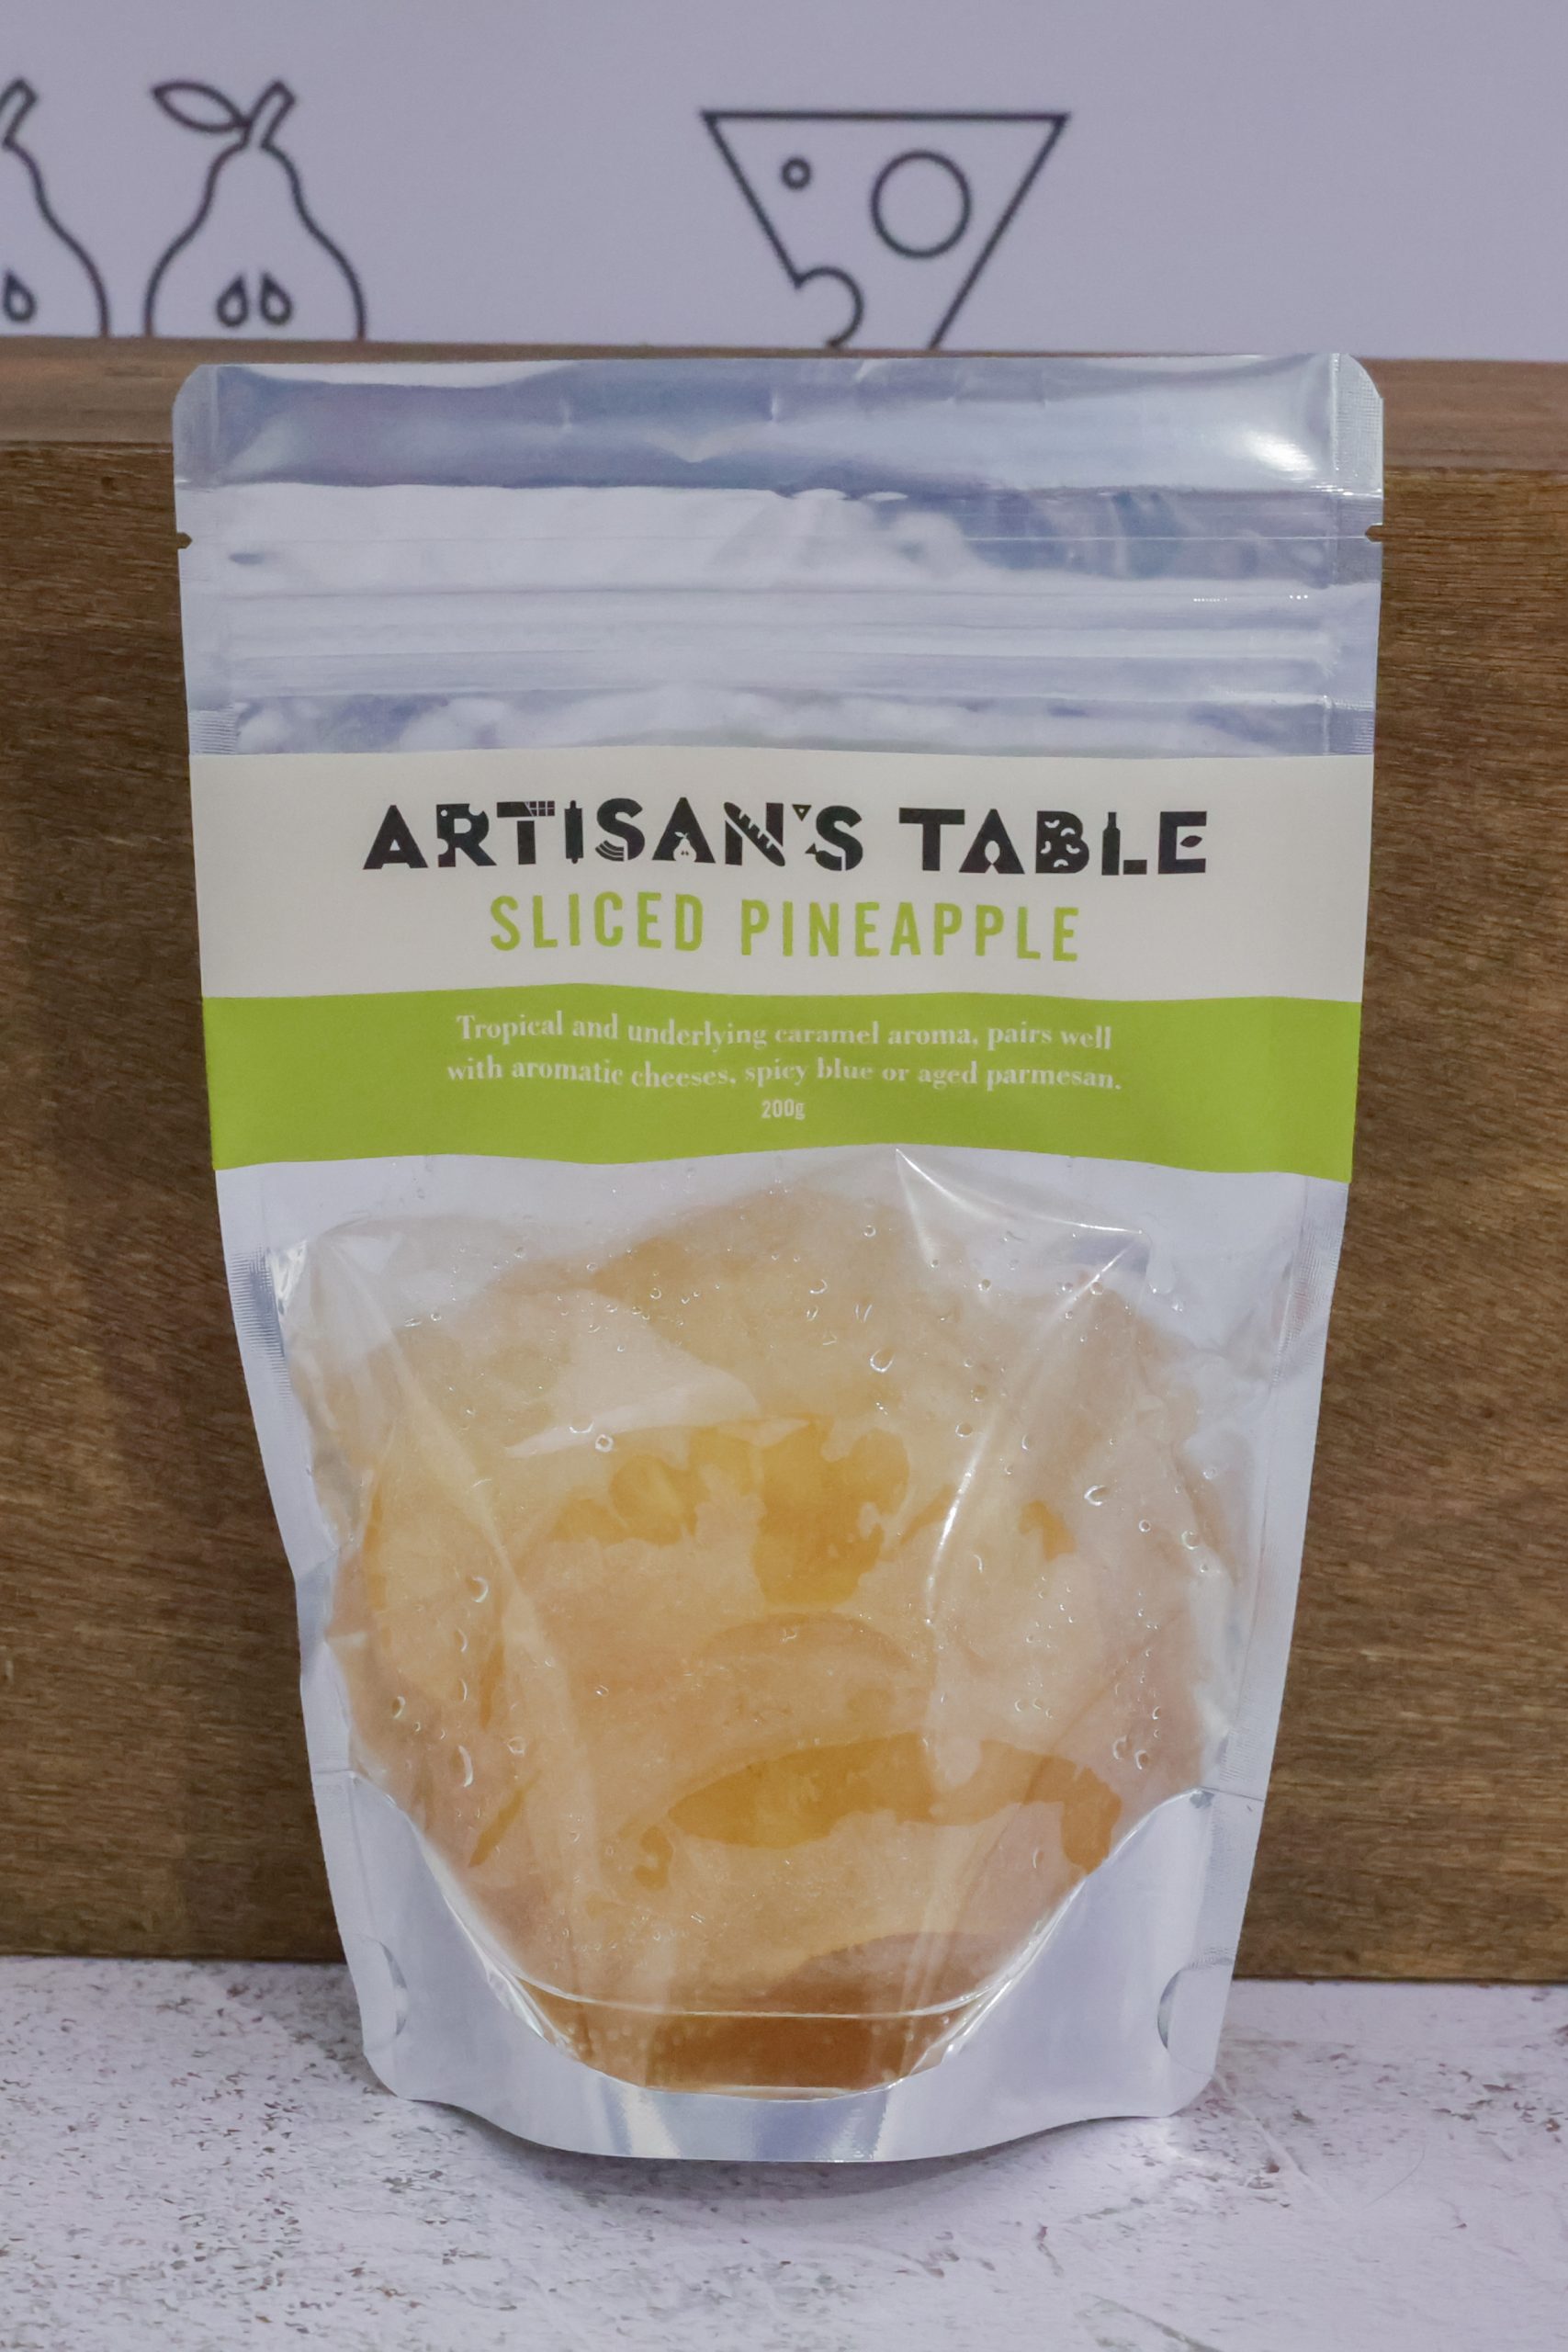 ARTISAN'S TABLE
SLICED PINEAPPLE
Tropical and underlying caramel aroma, pairs well
with aromatic cheeses, spicy blue or aged parmesan.
200g